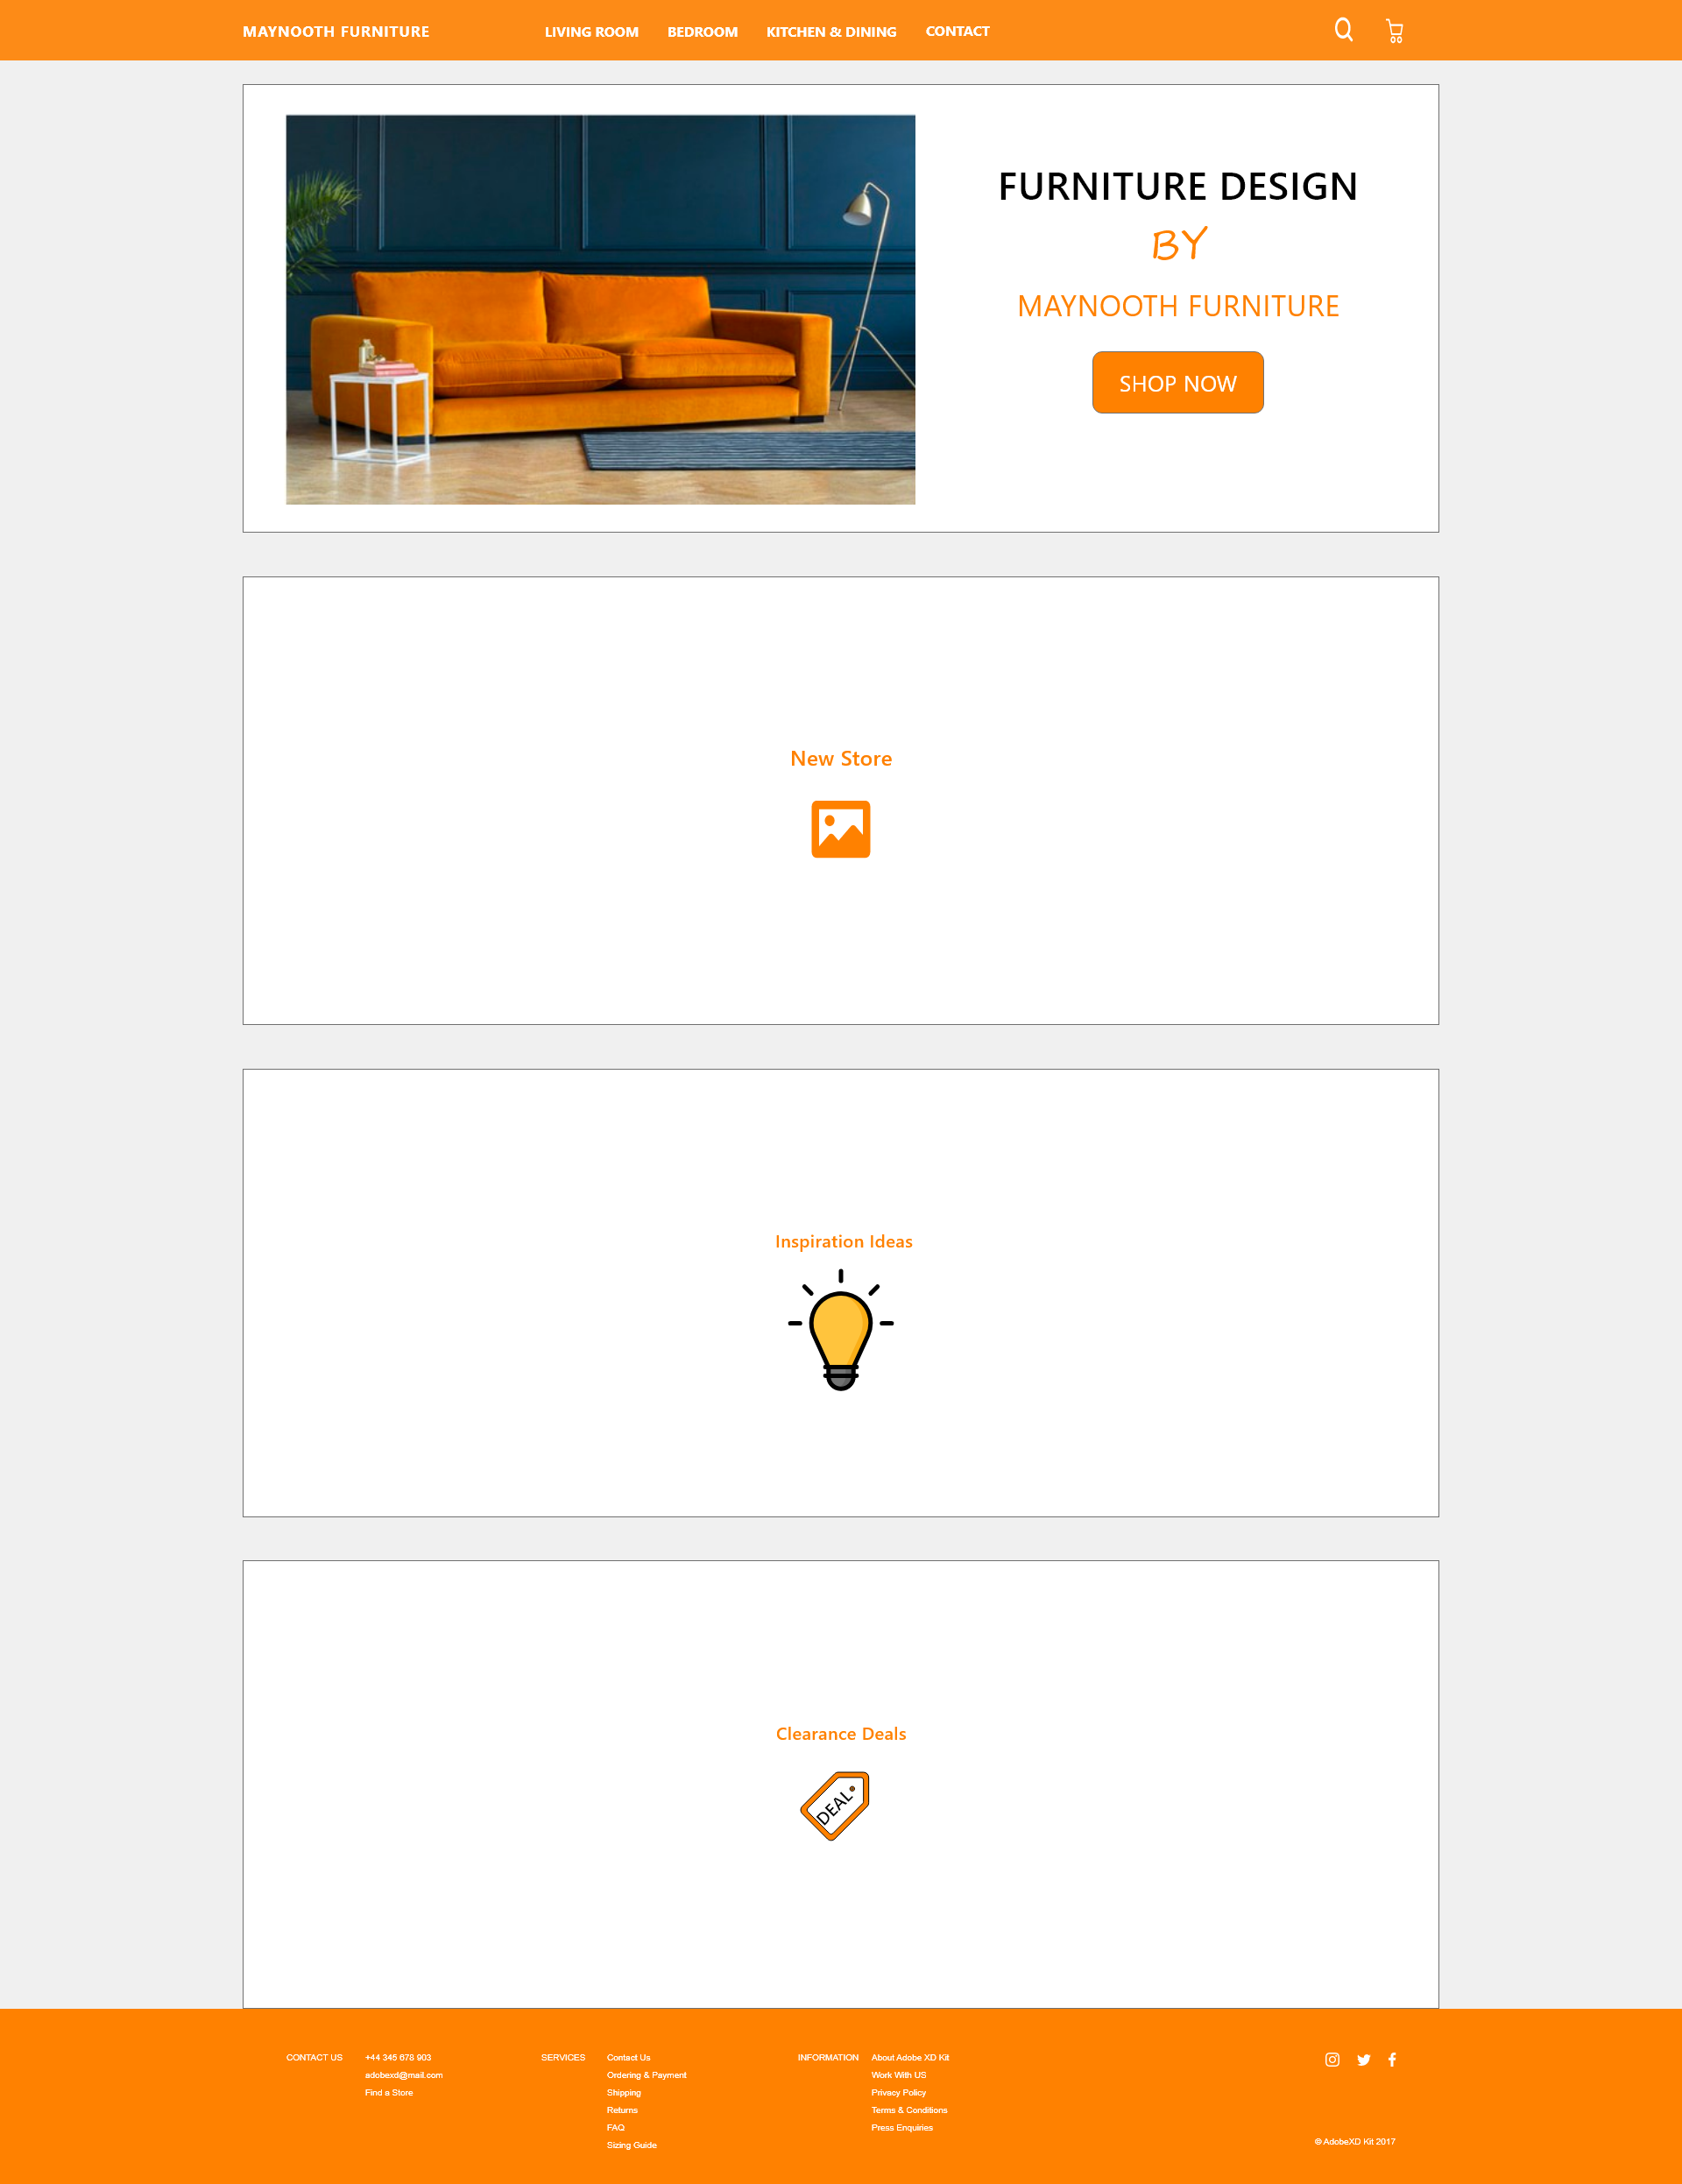 MAYNOOTH FURNITURE
LIVING ROOM
BEDROOM
KITCHEN & DINING
CONTACT
FURNITURE DESIGN
BY
MAYNOOTH FURNITURE
SHOP NOW
New Store
Inspiration Ideas
Clearance Deals
DEAL
CONTACT US
+44 345 678 903
adobexd@mail.com
Find a Store
SERVICES
Contact Us
Ordering & Payment
Shipping
Returns
FAQ
Sizing Guide
INFORMATION
About Adobe XD Kit
Work With US
Privacy Policy
Terms & Conditions
Press Enquiries
© AdobeXD Kit 2017